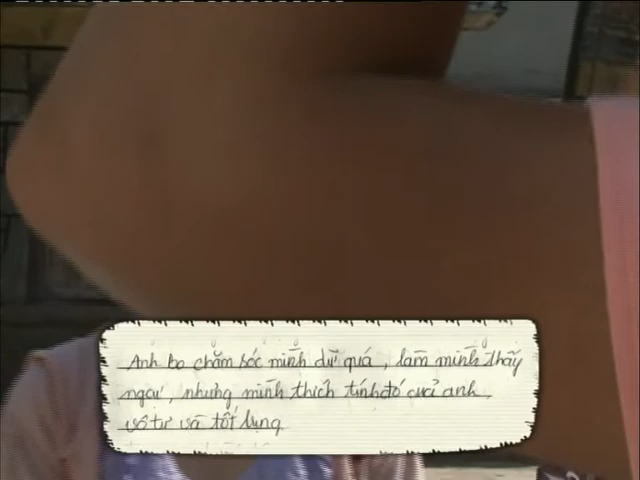 Anh Bo chăm sóc mình dữ quá, làm mình thấy
ngại, nhưng mình thích tính đó của anh,
vô tư và tốt bụng